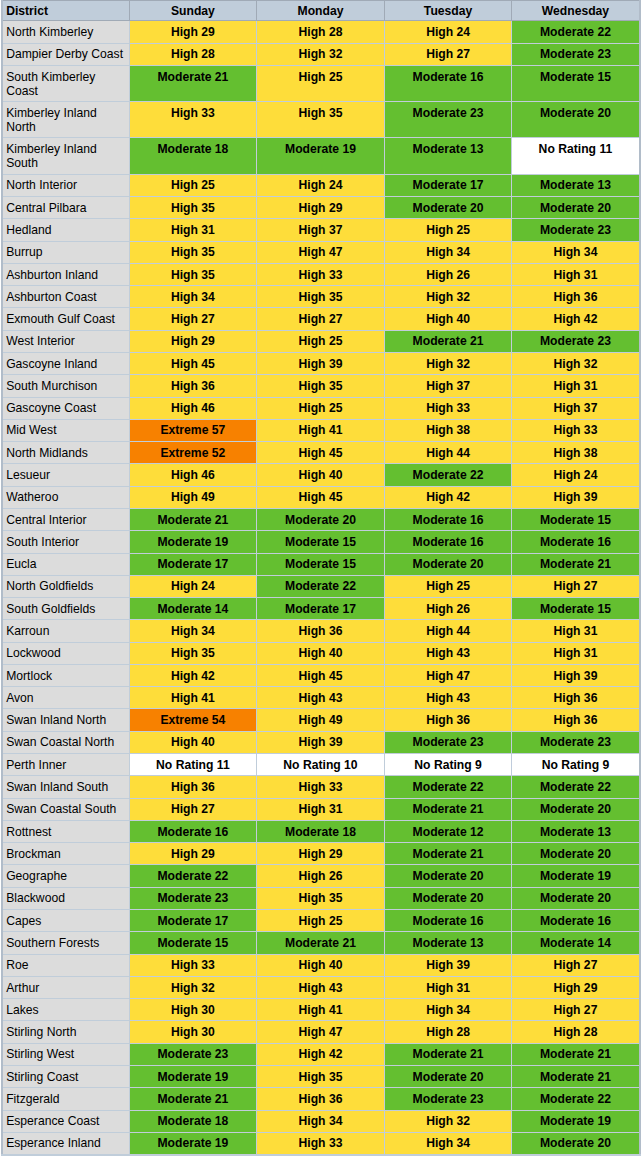 District Sunday Monday Tuesday Wednesday
North Kimberley High 29 High 28 High 24 Moderate 22
Dampier Derby Coast High 28 High 32 High 27 Moderate 23
South Kimberley Moderate 21 High 25 Moderate 16 Moderate 15
Coast
Kimberley Inland High 33 High 35 Moderate 23 Moderate 20
North
Kimberley Inland Moderate 18 Moderate 19 Moderate 13 No Rating 11
South
North Interior High 25 High 24 Moderate 17 Moderate 13
Central Pilbara High 35 High 29 Moderate 20 Moderate 20
Hedland High 31 High 37 High 25 Moderate 23
Burrup High 35 High 47 High 34 High 34
Ashburton Inland High 35 High 33 High 26 High 31
Ashburton Coast High 34 High 35 High 32 High 36
Exmouth Gulf Coast High 27 High 27 High 40 High 42
West Interior High 29 High 25 Moderate 21 Moderate 23
Gascoyne Inland High 45 High 39 High 32 High 32
South Murchison High 36 High 35 High 37 High 31
Gascoyne Coast High 46 High 25 High 33 High 37
Mid West Extreme 57 High 41 High 38 High 33
North Midlands Extreme 52 High 45 High 44 High 38
Lesueur High 46 High 40 Moderate 22 High 24
Watheroo High 49 High 45 High 42 High 39
Central Interior Moderate 21 Moderate 20 Moderate 16 Moderate 15
South Interior Moderate 19 Moderate 15 Moderate 16 Moderate 16
Eucla Moderate 17 Moderate 15 Moderate 20 Moderate 21
North Goldfields High 24 Moderate 22 High 25 High 27
South Goldfields Moderate 14 Moderate 17 High 26 Moderate 15
Karroun High 34 High 36 High 44 High 31
Lockwood High 35 High 40 High 43 High 31
Mortlock High 42 High 45 High 47 High 39
Avon High 41 High 43 High 43 High 36
Swan Inland North Extreme 54 High 49 High 36 High 36
Swan Coastal North High 40 High 39 Moderate 23 Moderate 23
Perth Inner No Rating 11 No Rating 10 No Rating 9 No Rating 9
Swan Inland South High 36 High 33 Moderate 22 Moderate 22
Swan Coastal South High 27 High 31 Moderate 21 Moderate 20
Rottnest Moderate 16 Moderate 18 Moderate 12 Moderate 13
Brockman High 29 High 29 Moderate 21 Moderate 20
Geographe Moderate 22 High 26 Moderate 20 Moderate 19
Blackwood Moderate 23 High 35 Moderate 20 Moderate 20
Capes Moderate 17 High 25 Moderate 16 Moderate 16
Southern Forests Moderate 15 Moderate 21 Moderate 13 Moderate 14
Roe High 33 High 40 High 39 High 27
Arthur High 32 High 43 High 31 High 29
Lakes High 30 High 41 High 34 High 27
Stirling North High 30 High 47 High 28 High 28
Stirling West Moderate 23 High 42 Moderate 21 Moderate 21
Stirling Coast Moderate 19 High 35 Moderate 20 Moderate 21
Fitzgerald Moderate 21 High 36 Moderate 23 Moderate 22
Esperance Coast Moderate 18 High 34 High 32 Moderate 19
Esperance Inland Moderate 19 High 33 High 34 Moderate 20